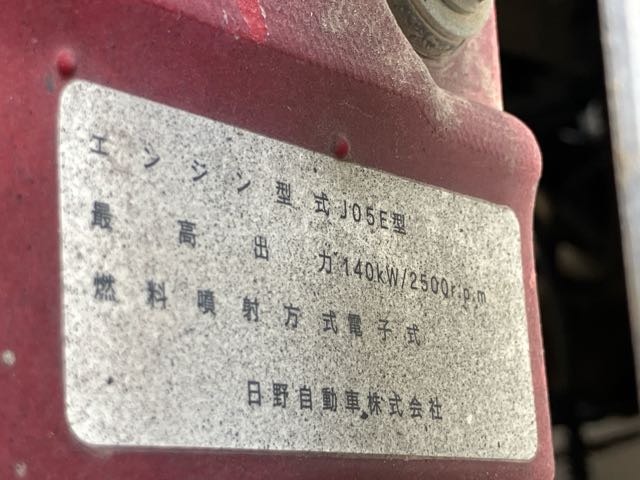 エンジン型式J05E型
最高出力140kW/2500r.p.m
燃料噴射方式電子式
日野自動車株式会社